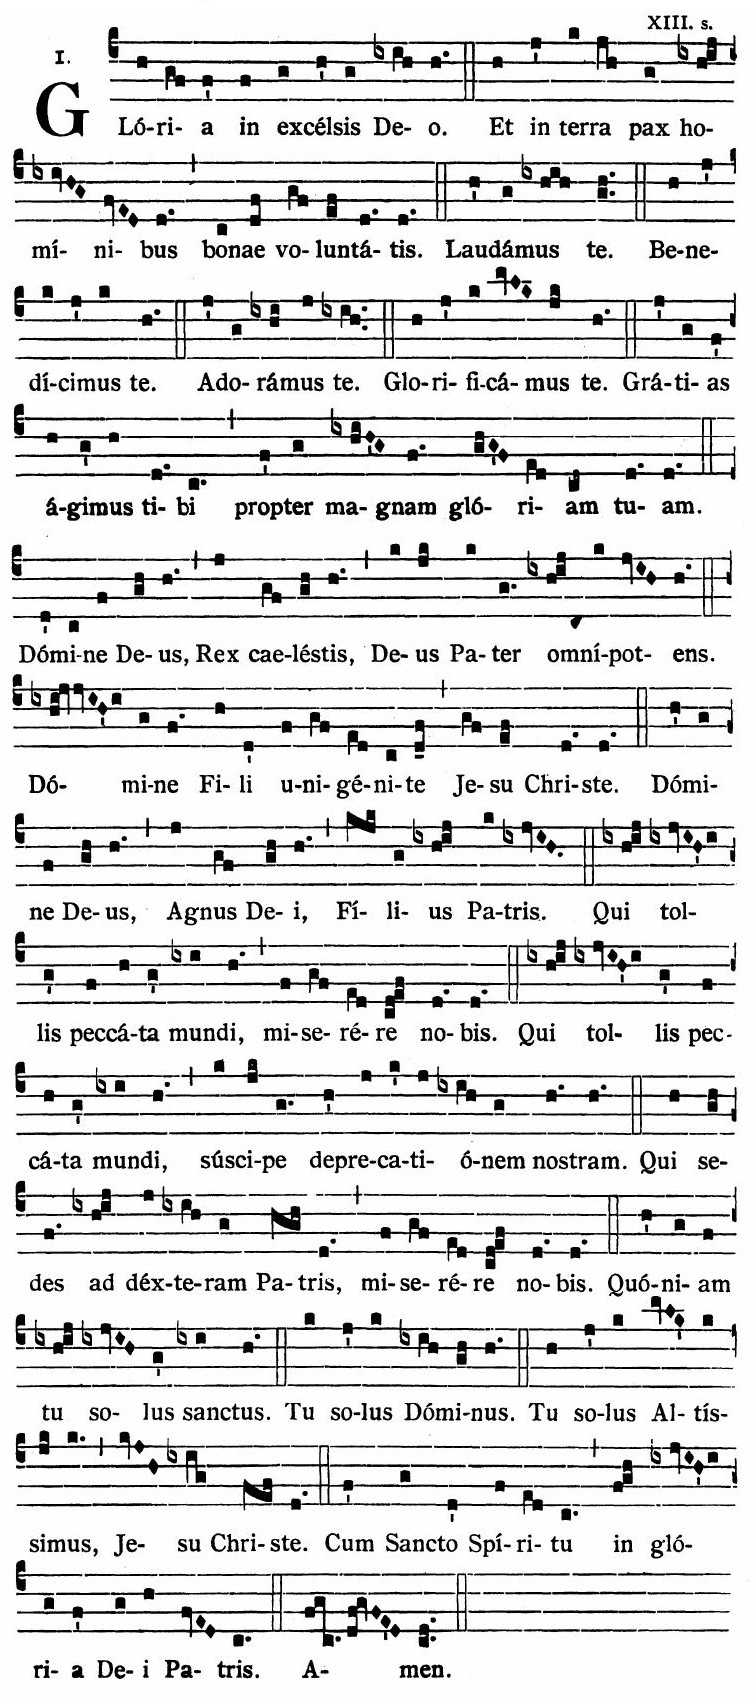 XIII. s.
I.
G Ló-ri- a in excélsis De- o. Et in terra pax ho-
mí- ni- bus bonae vo- luntá- tis. Laudámus te. Be-ne-
dí-cimus te. Ado- rámus te. Glo-ri- fi-cá- mus te. Grá-ti- as
á-gimus ti- bi propter ma- gnam gló- ri- am tu- am.
Dómi-ne De- us, Rex cae-léstis, De- us Pa- ter omní-pot- ens.
Dó- mi-ne Fi- li u-ni- gé-ni- te Je- su Chri- ste. Dómi-
ne De- us, Agnus De- i, Fí- li- us Pa-tris. Qui tol-
lis peccá-ta mundi, mi- se- ré- re no- bis. Qui tol- lis pec-
cá-ta mundi, súsci-pe depre-ca-ti- ó-nem nostram. Qui se-
des ad déx-te-ram Pa-tris, mi-se- ré-re no- bis. Quó-ni- am
tu so- lus sanctus. Tu so-lus Dómi-nus. Tu so-lus Al-tís-
simus, Je- su Chri- ste. Cum Sancto Spí-ri- tu in gló-
ri- a De- i Pa- tris. A- men.